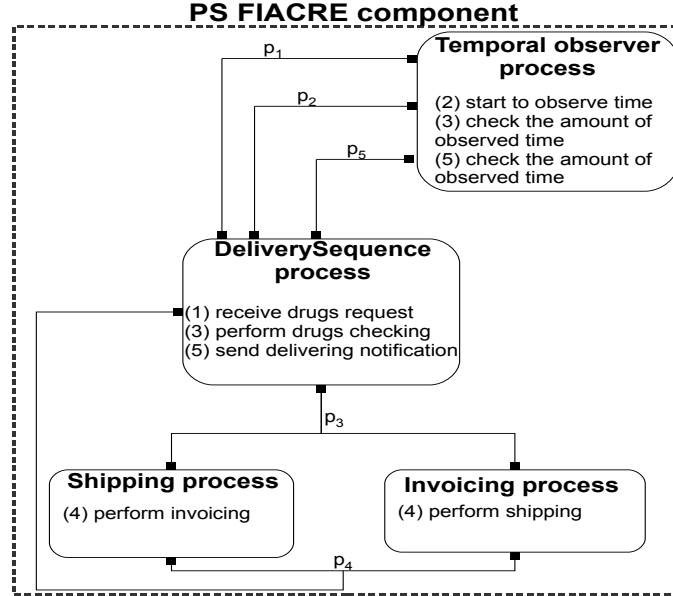 PS FIACRE component
Temporal observer
process
(2) start to observe time
(3) check the amount of
observed time
(5) check the amount of
observed time
p1
p2
p5
DeliverySequence
process
(1) receive drugs request
(3) perform drugs checking
(5) send delivering notification
p3
Shipping process
(4) perform invoicing
Invoicing process
(4) perform shipping
p4